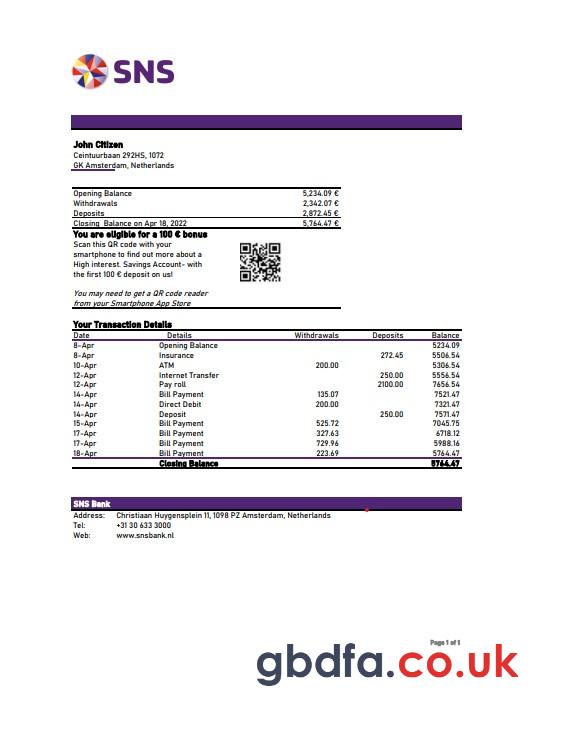 SNS
John Citizen
Ceintuurbaan 292HS, 1072
GK Amsterdam, Netherlands
Opening Balance 5,234.09 €
Withdrawals 2,342.07 €
Deposits 2,872.45 €
Closing Balance on Apr 18, 2022 5,764.47 €
You are eligible for a 100 € bonus
Scan this QR code with your
smartphone to find out more about a
High interest. Savings Account- with
the first 100 € deposit on us!
You may need to get a QR code reader
from your Smartphone App Store
Your Transaction Details
Date Details Withdrawals Deposits Balance
8-Apr Opening Balance 5234.09
8-Apr Insurance 272.45 5506.54
10-Apr ATM 200.00 5306.54
12-Apr Internet Transfer 250.00 5556.54
12-Apr Pay roll 2100.00 7656.54
14-Apr Bill Payment 135.07 7521.47
14-Apr Direct Debit 200.00 7321.47
14-Apr Deposit 250.00 7571.47
15-Apr Bill Payment 525.72 7045.75
17-Apr Bill Payment 327.63 6718.12
17-Apr Bill Payment 729.96 5988.16
18-Apr Bill Payment 223.69 5764.47
Closing Balance 5764.47
SNS Bank
Address: Christiaan Huygensplein 11, 1098 PZ Amsterdam, Netherlands
Tel: +31 30 633 3000
Web: www.snsbank.nl
Page 1 of 1
gbdfa.co.uk